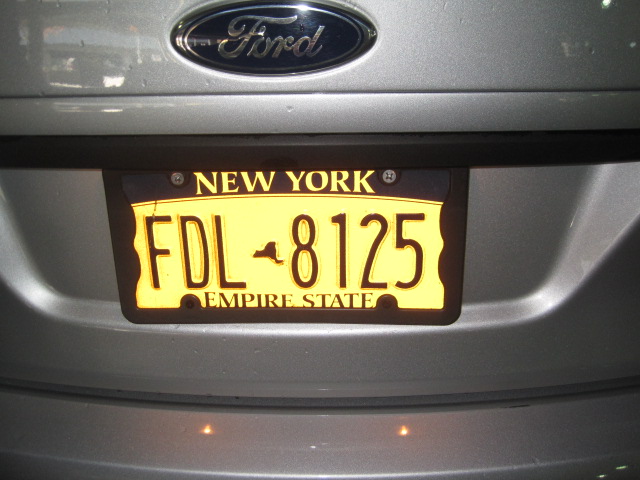 Ford
NEW YORK
FDL 8125
EMPIRE STATE